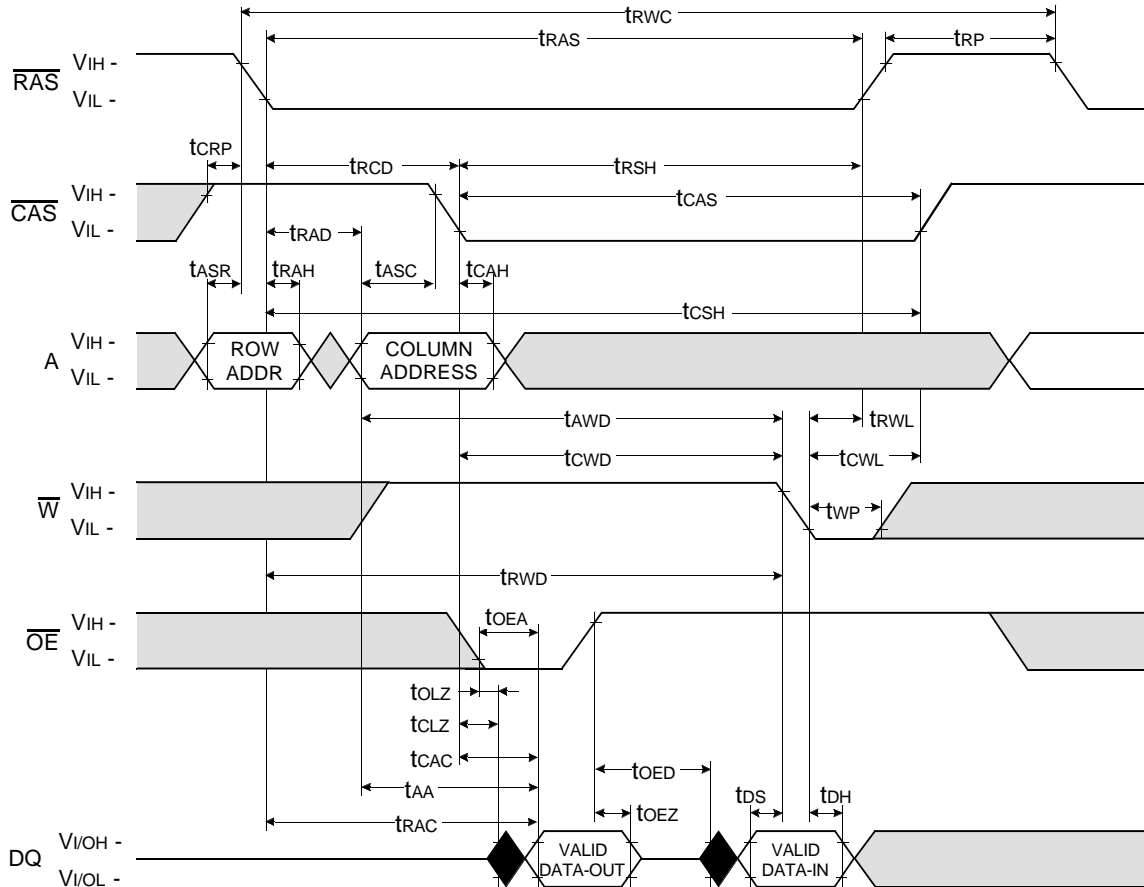 tRWC
tRAS
tRP
RAS
VIH -
VIL -
tCRP
tRCD
tRSH
CAS
VIH -
VIL -
tCAS
tRAD
tASR
tRAH
tASC
tCAH
tCSH
A
VIH -
VIL -
ROW
ADDR
COLUMN
ADDRESS
tAWD
tRWL
tCWD
tCWL
W
VIH -
VIL -
tWP
tRWD
OE
VIH -
VIL -
tOEA
tOLZ
tCLZ
tCAC
tOED
tAA
tDS
tDH
tOEZ
tRAC
DQ
VI/OH -
VI/OL -
VALID
DATA-OUT
VALID
DATA-IN